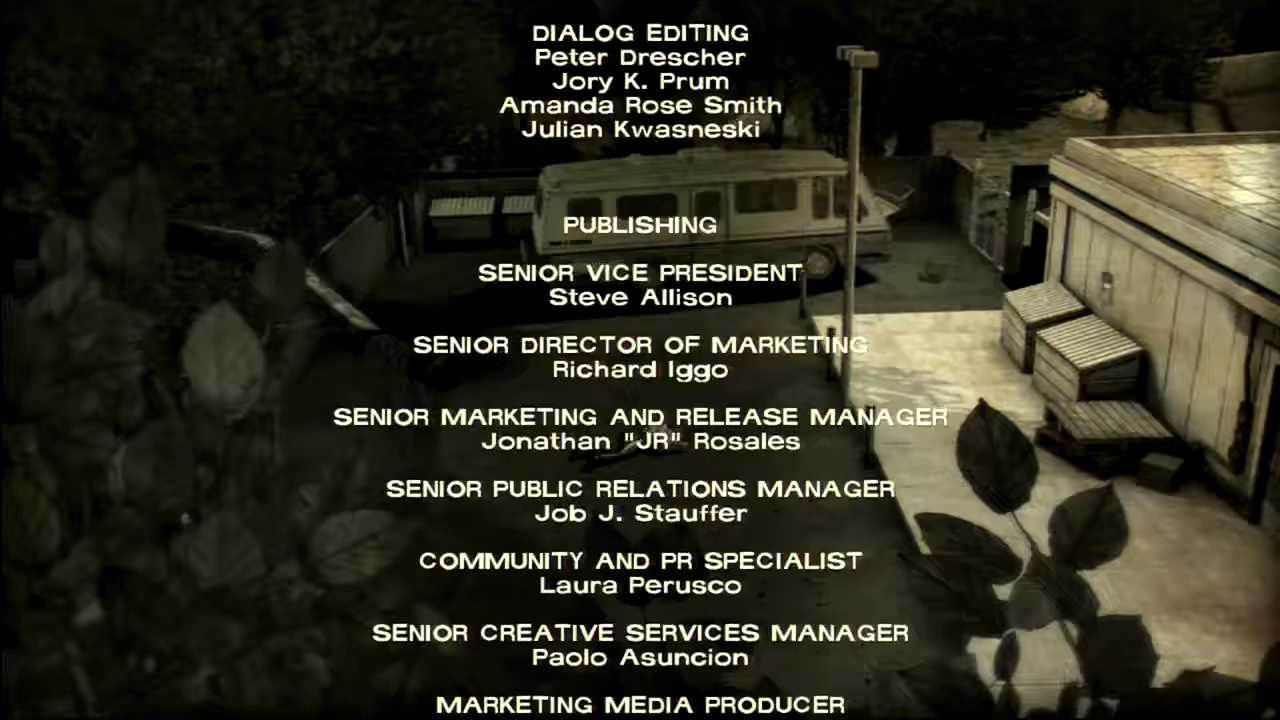 DIALOG EDITING
Peter Drescher
Jory K. Prum
Amanda Rose Smith
Julian Kwasneski
PUBLISHING
SENIOR VICE PRESIDENT
Steve Allison
SENIOR DIRECTOR OF MARKETING
Richard Iggo
SENIOR MARKETING AND RELEASE MANAGER
Jonathan "JR" Rosales
SENIOR PUBLIC RELATIONS MANAGER
Job J. Stauffer
COMMUNITY AND PR SPECIALIST
Laura Perusco
SENIOR CREATIVE SERVICES MANAGER
Paolo Asuncion
MARKETING MEDIA PRODUCER